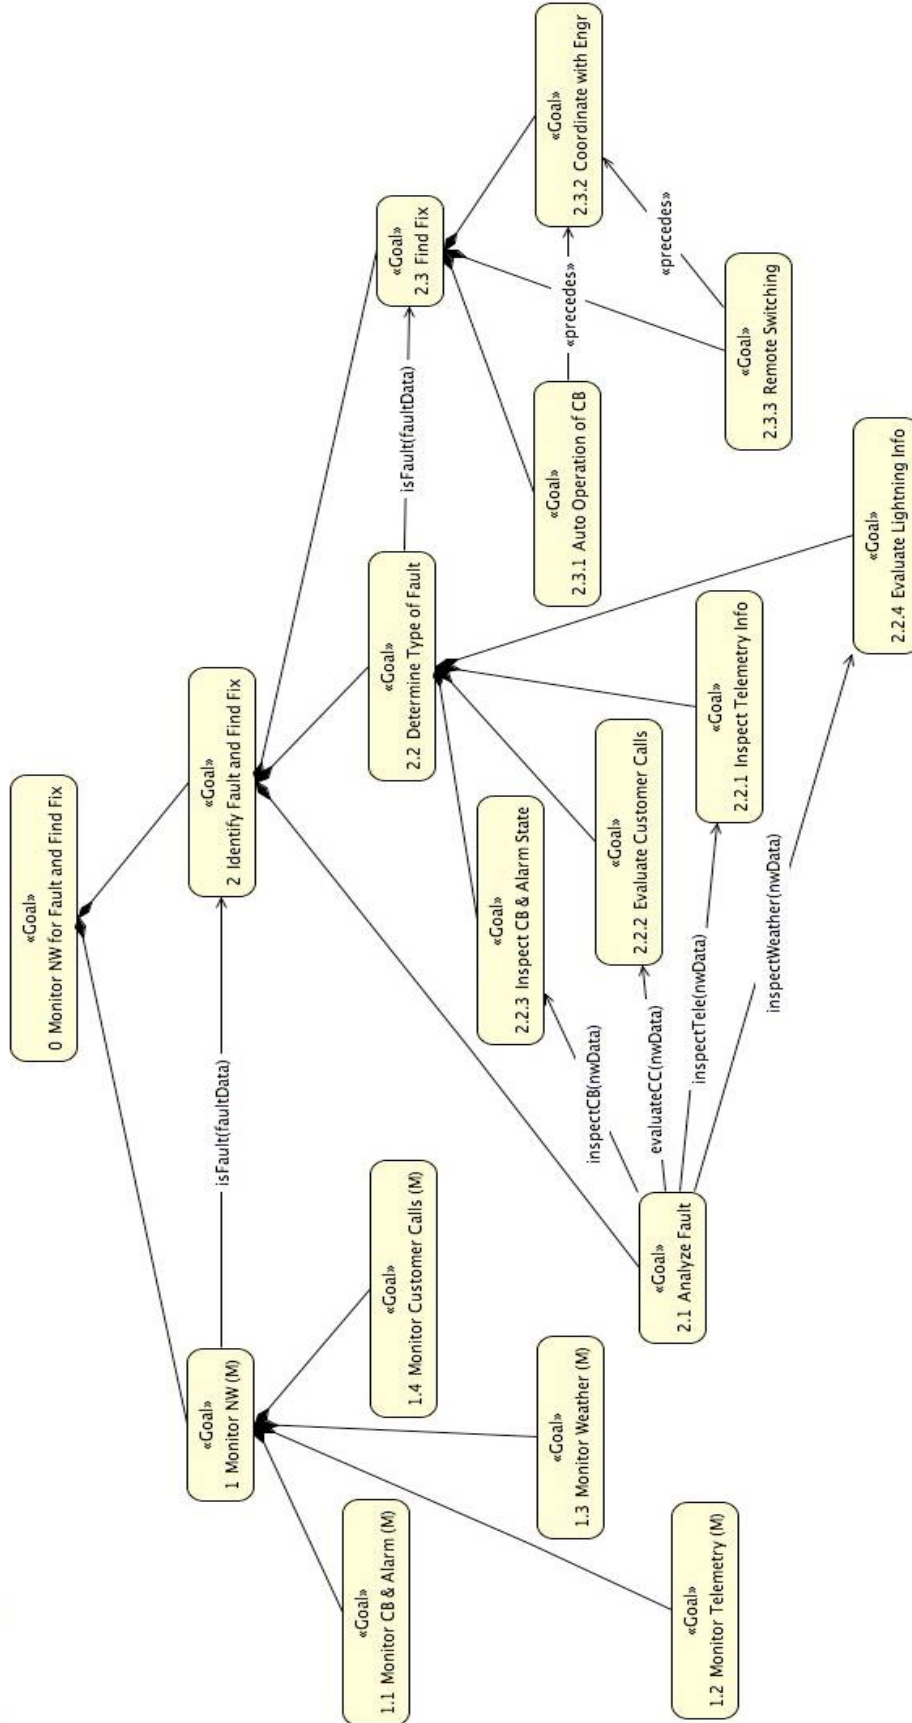 «Goal»
0 Monitor NW for Fault and Find Fix
«Goal»
1 Monitor NW (M)
isFault(faultData)
«Goal»
2 Identify Fault and Find Fix
«Goal»
1.1 Monitor CB & Alarm (M)
«Goal»
1.4 Monitor Customer Calls (M)
«Goal»
2.2 Determine Type of Fault
isFault(faultData)
«Goal»
2.3 Find Fix
«Goal»
1.3 Monitor Weather (M)
«Goal»
2.2.3 Inspect CB & Alarm State
«Goal»
2.3.1 Auto Operation of CB
«precedes»
«Goal»
2.3.2 Coordinate with Engr
inspectCB(nwData)
«Goal»
2.2.2 Evaluate Customer Calls
«precedes»
«Goal»
1.2 Monitor Telemetry (M)
«Goal»
2.1 Analyze Fault
evaluateCC(nwData)
inspectTele(nwData)
«Goal»
2.2.1 Inspect Telemetry Info
«Goal»
2.3.3 Remote Switching
inspectWeather(nwData)
«Goal»
2.2.4 Evaluate Lightning Info